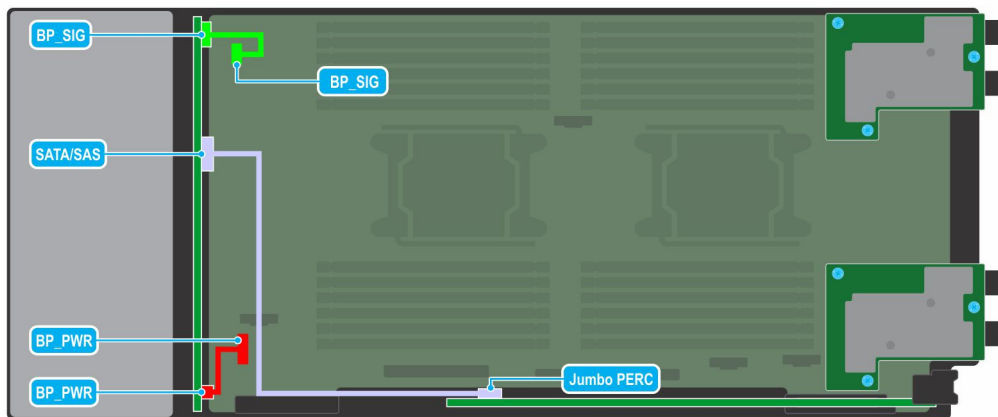 BP_SIG
BP_SIG
SATA/SAS
BP_PWR
Jumbo PERC
BP_PWR